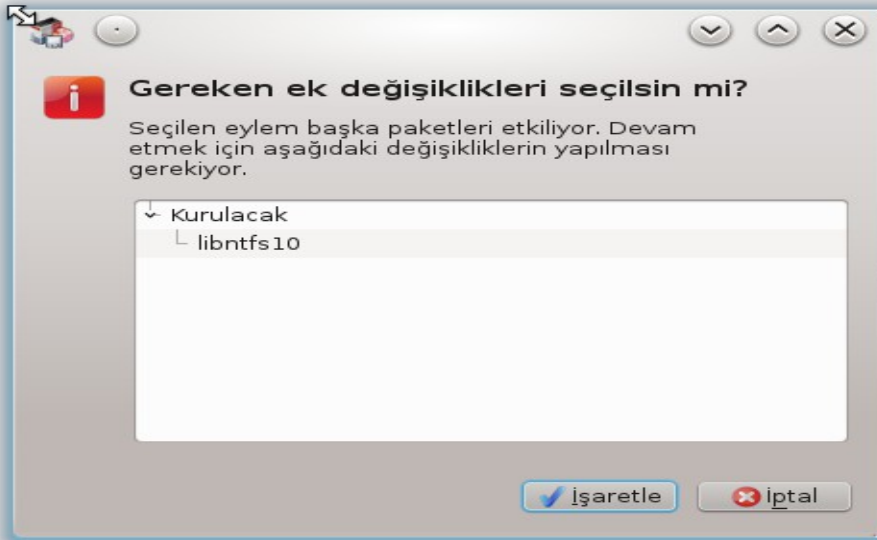 Gereken ek değişiklikleri seçilsin mi?
Seçilen eylem başka paketleri etkiliyor. Devam
etmek için aşağıdaki değişikliklerin yapılması
gerekiyor.
Kurulacak
libntfs10
İşaretle
İptal